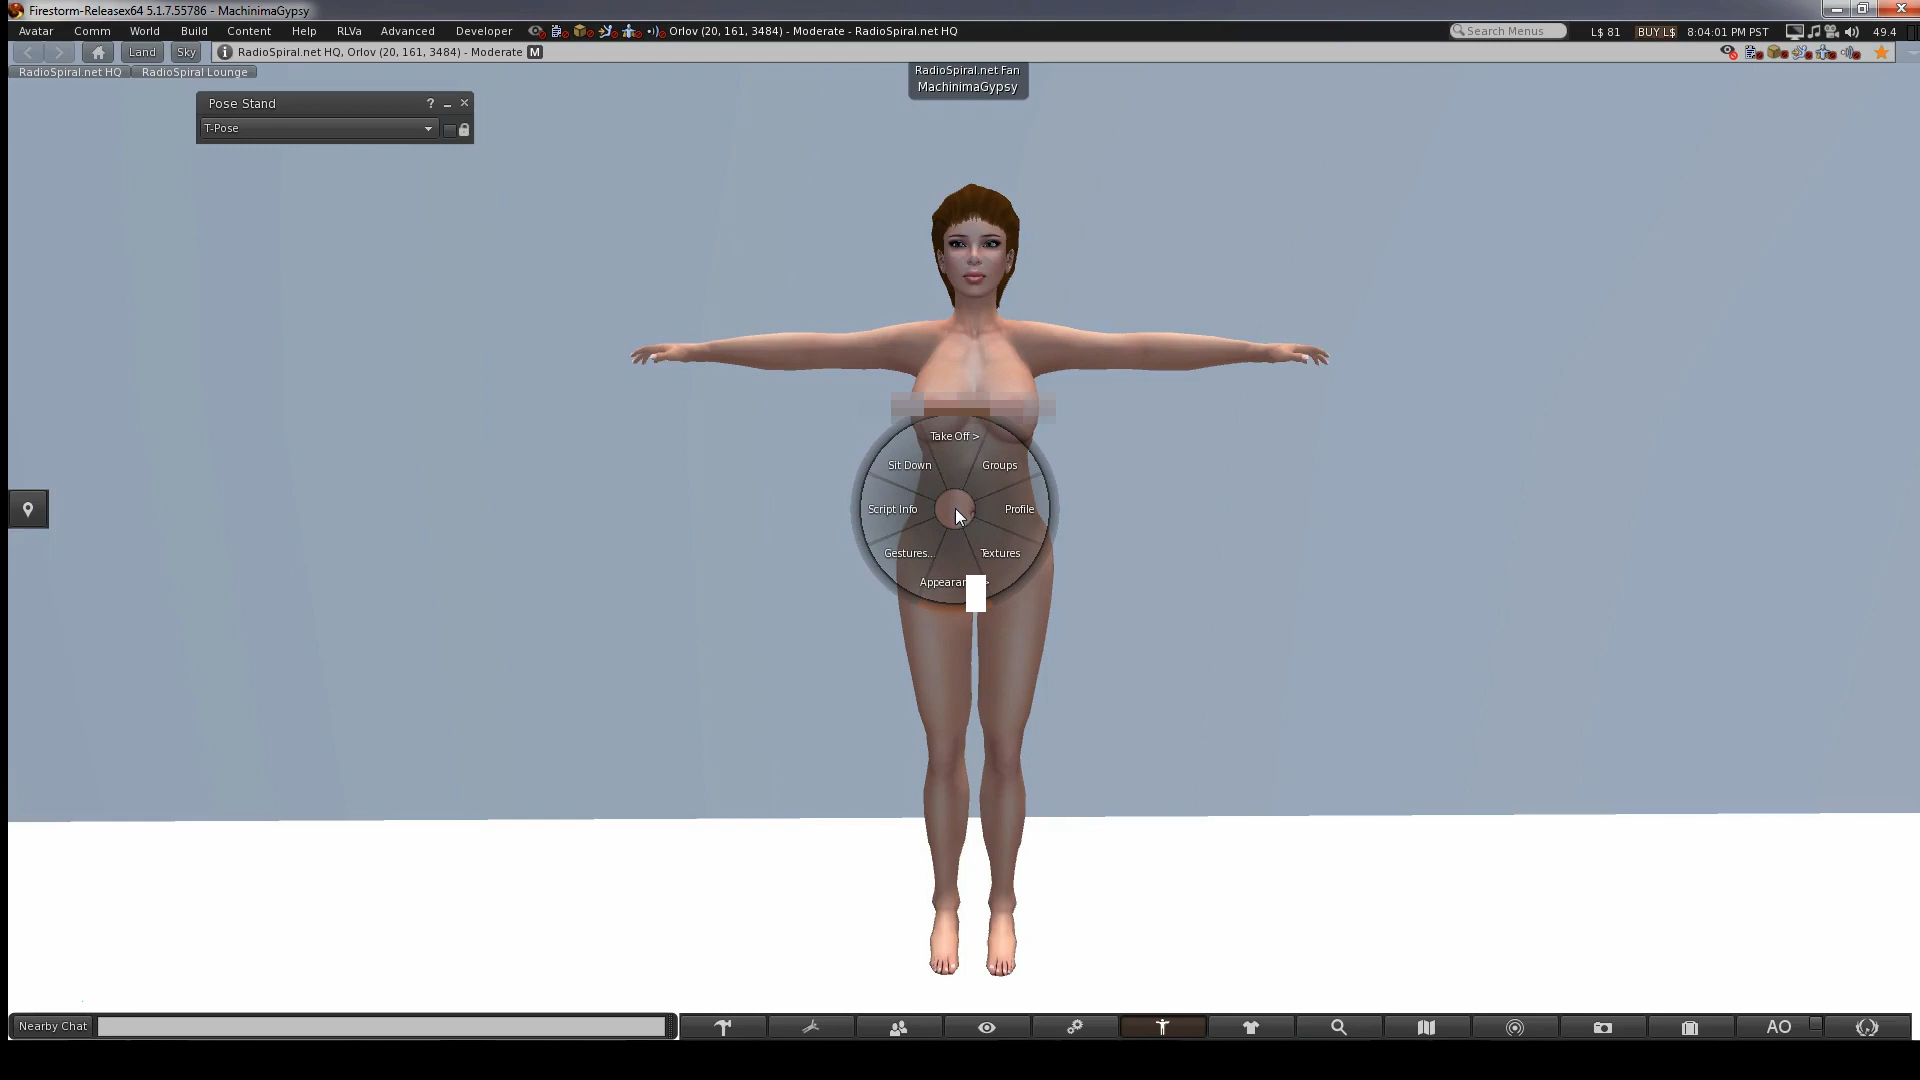 Firestorm-Releasex64 5.1.7.55786 - MachinimaGypsy
Avatar Comm World Build Content Help RLVa Advanced Developer Orlov (20, 161, 3484) - Moderate - RadioSpiral.net HQ Search Menus L$ 81 BUY L$ 8:04:01 PM PST 49.4
Land Sky RadioSpiral.net HQ, Orlov (20, 161, 3484) - Moderate M
RadioSpiral.net HQ RadioSpiral Lounge
RadioSpiral.net Fan
MachinimaGypsy
Pose Stand ?
T-Pose
Take Off >
Sit Down Groups
Script Info Profile
Gestures... Textures
Nearby Chat AO